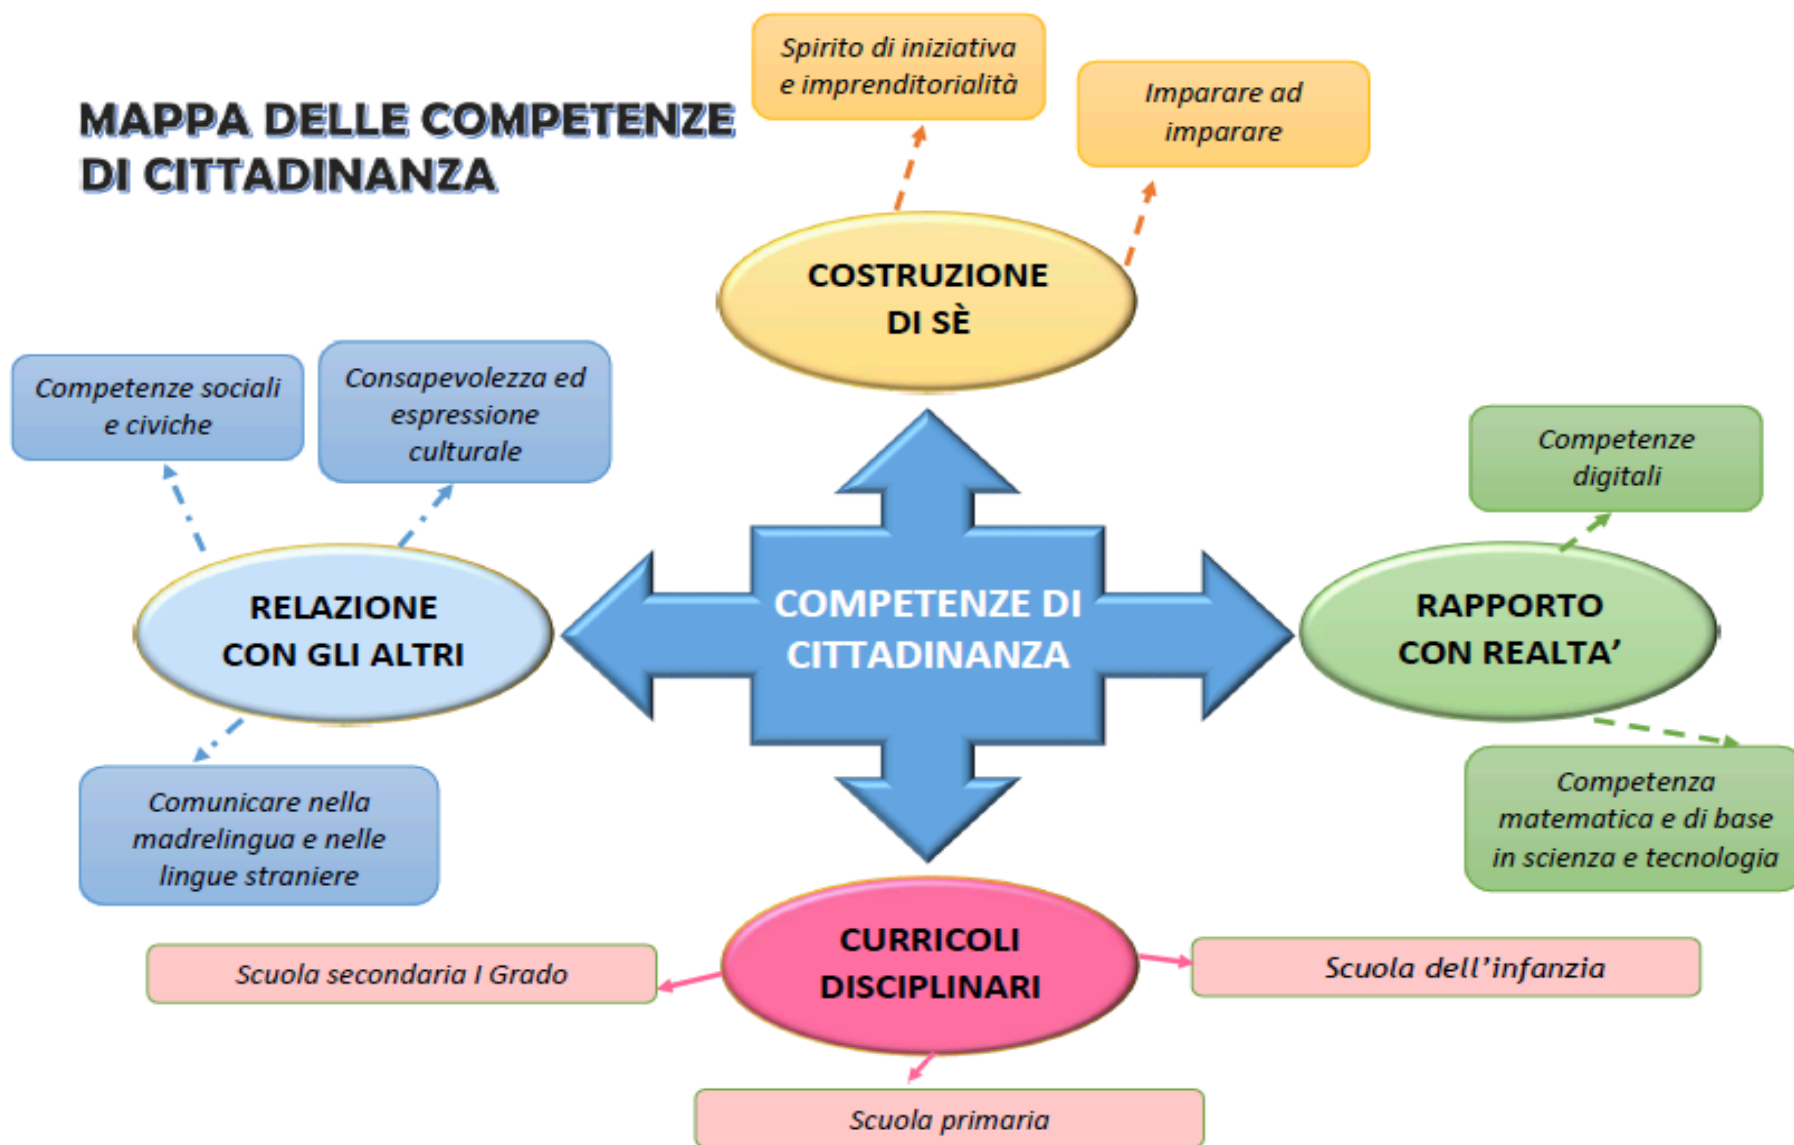 MAPPA DELLE COMPETENZE
DI CITTADINANZA
Spirito di iniziativa
e imprenditorialità
Imparare ad
imparare
COSTRUZIONE
DI SÈ
Competenze sociali
e civiche
Consapevolezza ed
espressione
culturale
Competenze
digitali
RELAZIONE
CON GLI ALTRI
COMPETENZE DI
CITTADINANZA
RAPPORTO
CON REALTA’
Comunicare nella
madrelingua e nelle
lingue straniere
Competenza
matematica e di base
in scienza e tecnologia
CURRICOLI
DISCIPLINARI
Scuola secondaria I Grado
Scuola dell’infanzia
Scuola primaria